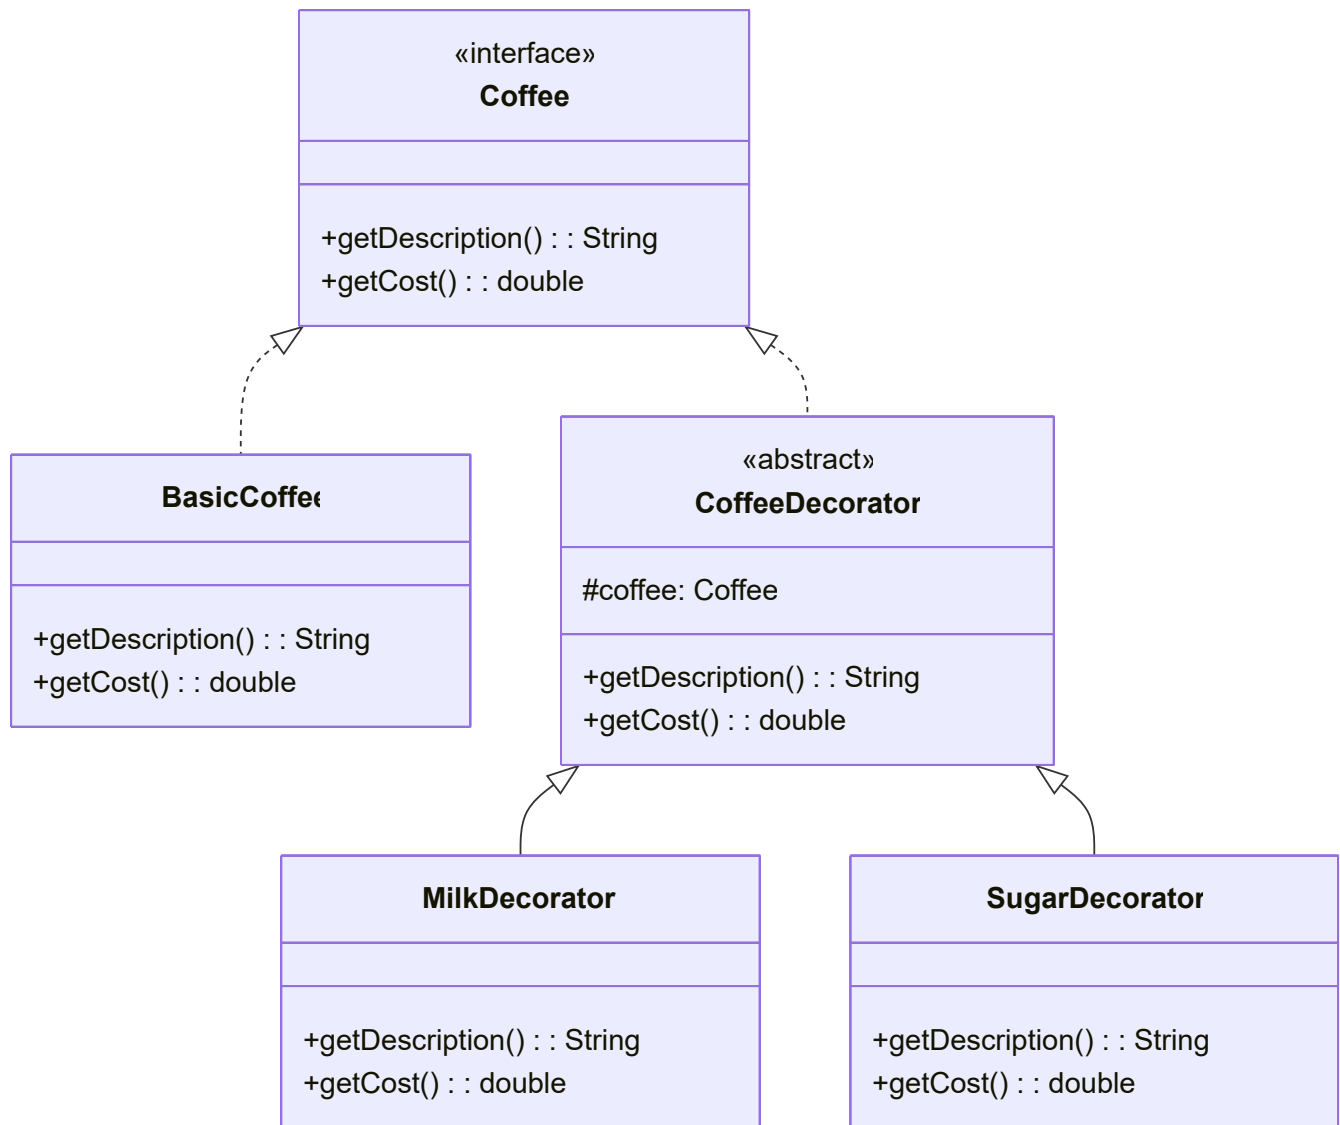 «interface»
Coffee
+getDescription() : : String
+getCost() : : double
BasicCoffee
+getDescription() : : String
+getCost() : : double
«abstract»
CoffeeDecorator
#coffee: Coffee
+getDescription() : : String
+getCost() : : double
MilkDecorator
+getDescription() : : String
+getCost() : : double
SugarDecorator
+getDescription() : : String
+getCost() : : double